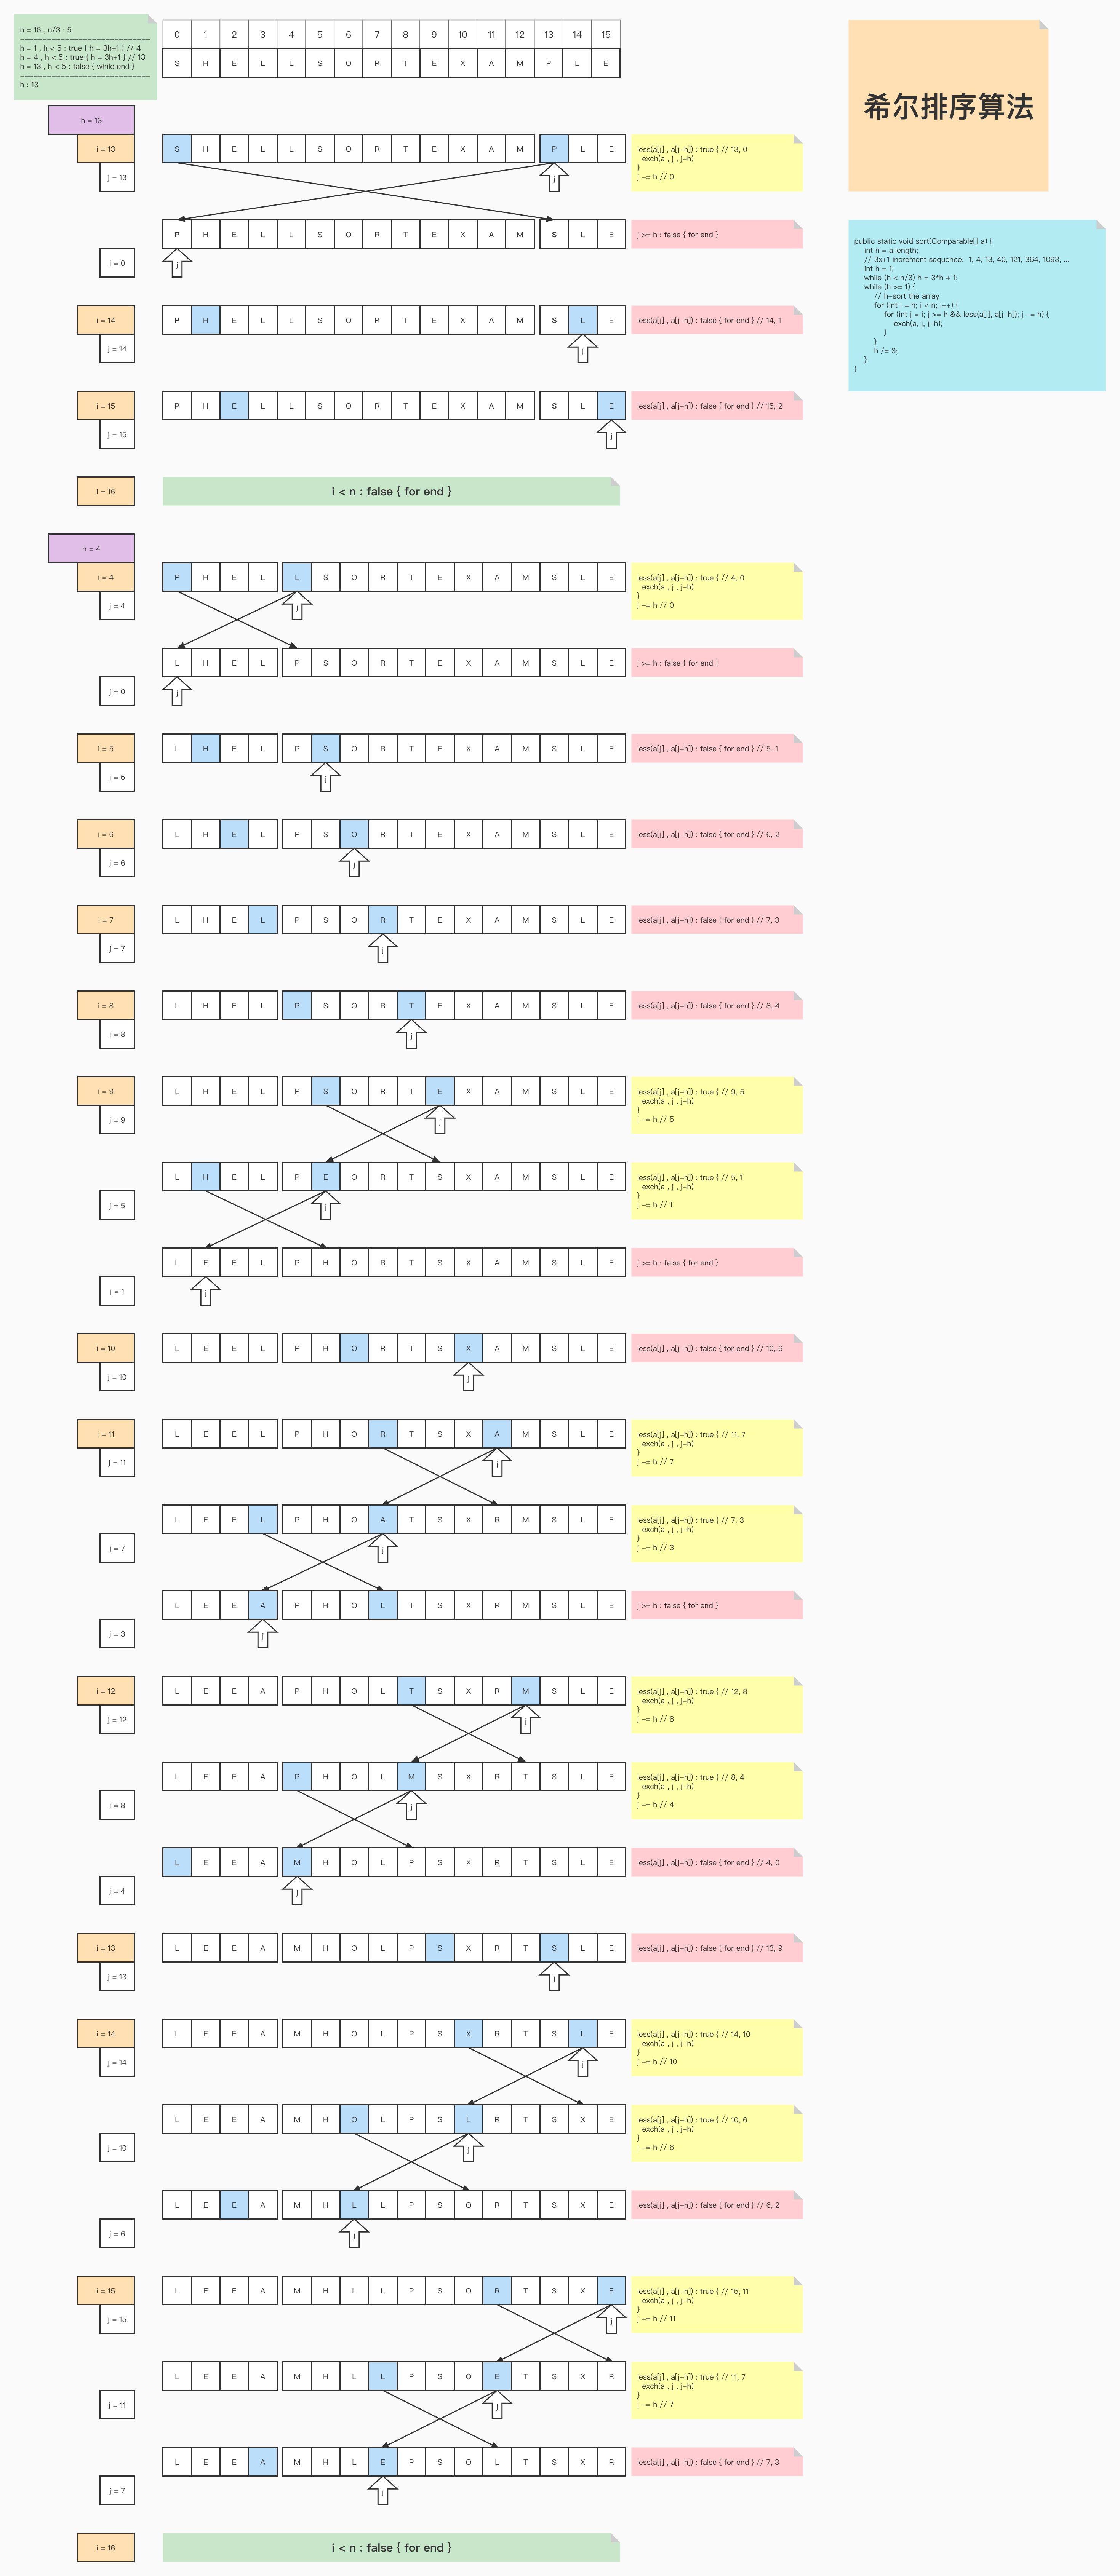 n = 16 , n/3 : 5
-----------------------------
h = 1 , h < 5 : true { h = 3h+1 } // 4
h = 4 , h < 5 : true { h = 3h+1 } // 13
h = 13 , h < 5 : false { while end }
-----------------------------
h : 13
0 1 2 3 4 5 6 7 8 9 10 11 12 13 14 15
S H E L L S O R T E X A M P L E
希尔排序算法
public static void sort(Comparable[] a) {
int n = a.length;
// 3x+1 increment sequence: 1, 4, 13, 40, 121, 364, 1093, ...
int h = 1;
while (h < n/3) h = 3*h + 1;
while (h >= 1) {
// h-sort the array
for (int i = h; i < n; i++) {
for (int j = i; j >= h && less(a[j], a[j-h]); j -= h) {
exch(a, j, j-h);
}
}
h /= 3;
}
}
h = 13
i = 13
S H E L L S O R T E X A M P L E
less(a[j] , a[j-h]) : true { // 13, 0
exch(a , j , j-h)
}
j -= h // 0
j = 13
j
P H E L L S O R T E X A M S L E
j >= h : false { for end }
j = 0
j
i = 14
P H E L L S O R T E X A M S L E
less(a[j] , a[j-h]) : false { for end } // 14, 1
j = 14
j
i = 15
P H E L L S O R T E X A M S L E
less(a[j] , a[j-h]) : false { for end } // 15, 2
j = 15
j
i = 16
i < n : false { for end }
h = 4
i = 4
P H E L L S O R T E X A M S L E
less(a[j] , a[j-h]) : true { // 4, 0
exch(a , j , j-h)
}
j -= h // 0
j = 4
j
L H E L P S O R T E X A M S L E
j >= h : false { for end }
j = 0
j
i = 5
L H E L P S O R T E X A M S L E
less(a[j] , a[j-h]) : false { for end } // 5, 1
j = 5
j
i = 6
L H E L P S O R T E X A M S L E
less(a[j] , a[j-h]) : false { for end } // 6, 2
j = 6
j
i = 7
L H E L P S O R T E X A M S L E
less(a[j] , a[j-h]) : false { for end } // 7, 3
j = 7
j
i = 8
L H E L P S O R T E X A M S L E
less(a[j] , a[j-h]) : false { for end } // 8, 4
j = 8
j
i = 9
L H E L P S O R T E X A M S L E
less(a[j] , a[j-h]) : true { // 9, 5
exch(a , j , j-h)
}
j -= h // 5
j = 9
j
L H E L P E O R T S X A M S L E
less(a[j] , a[j-h]) : true { // 5, 1
exch(a , j , j-h)
}
j -= h // 1
j = 5
j
L E E L P H O R T S X A M S L E
j >= h : false { for end }
j = 1
j
i = 10
L E E L P H O R T S X A M S L E
less(a[j] , a[j-h]) : false { for end } // 10, 6
j = 10
j
i = 11
L E E L P H O R T S X A M S L E
less(a[j] , a[j-h]) : true { // 11, 7
exch(a , j , j-h)
}
j -= h // 7
j = 11
j
L E E L P H O A T S X R M S L E
less(a[j] , a[j-h]) : true { // 7, 3
exch(a , j , j-h)
}
j -= h // 3
j = 7
j
L E E A P H O L T S X R M S L E
j >= h : false { for end }
j = 3
j
i = 12
L E E A P H O L T S X R M S L E
less(a[j] , a[j-h]) : true { // 12, 8
exch(a , j , j-h)
}
j -= h // 8
j = 12
j
L E E A P H O L M S X R T S L E
less(a[j] , a[j-h]) : true { // 8, 4
exch(a , j , j-h)
}
j -= h // 4
j = 8
j
L E E A M H O L P S X R T S L E
less(a[j] , a[j-h]) : false { for end } // 4, 0
j = 4
j
i = 13
L E E A M H O L P S X R T S L E
less(a[j] , a[j-h]) : false { for end } // 13, 9
j = 13
j
i = 14
L E E A M H O L P S X R T S L E
less(a[j] , a[j-h]) : true { // 14, 10
exch(a , j , j-h)
}
j -= h // 10
j = 14
j
L E E A M H O L P S L R T S X E
less(a[j] , a[j-h]) : true { // 10, 6
exch(a , j , j-h)
}
j -= h // 6
j = 10
j
L E E A M H L L P S O R T S X E
less(a[j] , a[j-h]) : false { for end } // 6, 2
j = 6
j
i = 15
L E E A M H L L P S O R T S X E
less(a[j] , a[j-h]) : true { // 15, 11
exch(a , j , j-h)
}
j -= h // 11
j = 15
j
L E E A M H L L P S O E T S X R
less(a[j] , a[j-h]) : true { // 11, 7
exch(a , j , j-h)
}
j -= h // 7
j = 11
j
L E E A M H L E P S O L T S X R
less(a[j] , a[j-h]) : false { for end } // 7, 3
j = 7
j
i = 16
i < n : false { for end }